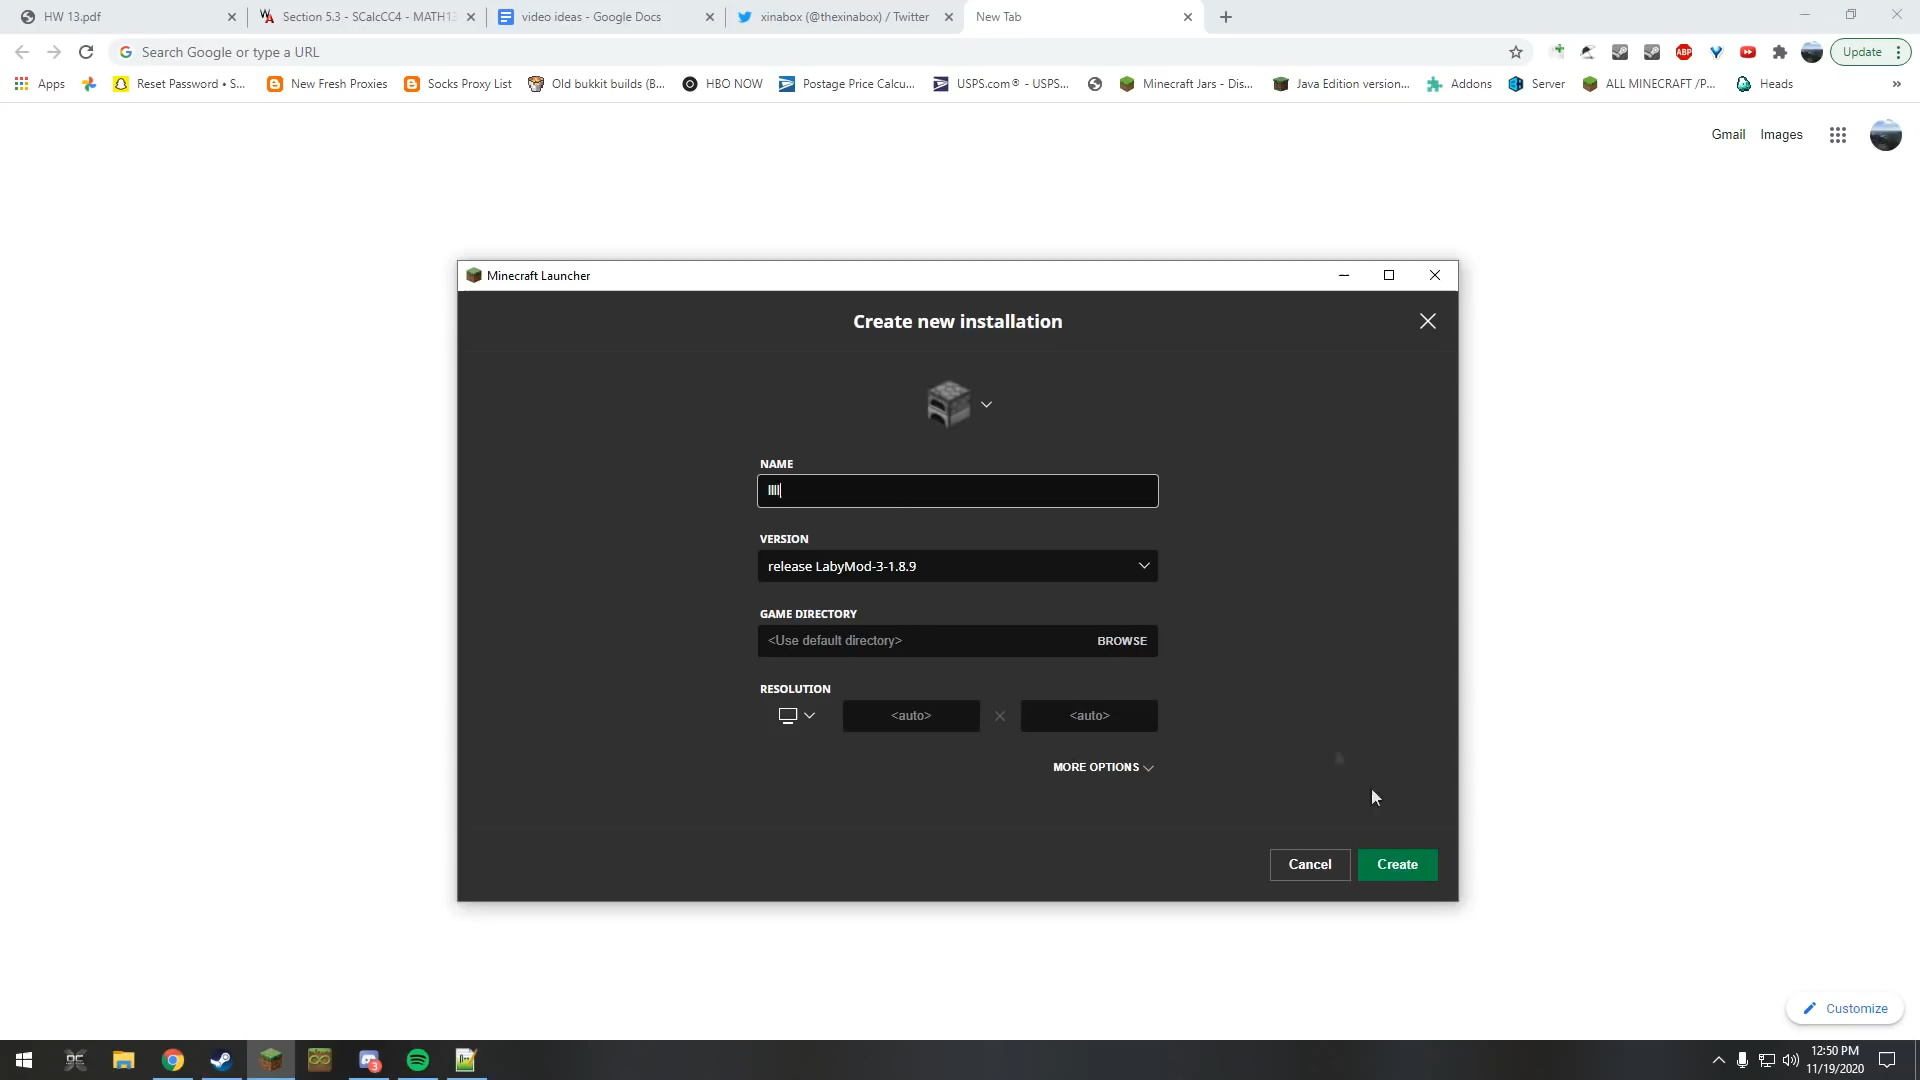 HW 13.pdf
Section 5.3 - SCalcCC4 - MATH13
video ideas - Google Docs
xinabox (@thexinabox) / Twitter
New Tab
Search Google or type a URL
ABP
Update
Apps
Reset Password • S...
New Fresh Proxies
Socks Proxy List
Old bukkit builds (B...
HBO NOW
Postage Price Calcu...
USPS.com® - USPS...
Minecraft Jars - Dis...
Java Edition version...
Addons
Server
ALL MINECRAFT /P...
Heads
»
Gmail
Images
Minecraft Launcher
Create new installation
NAME
VERSION
release LabyMod-3-1.8.9
GAME DIRECTORY
<Use default directory>
BROWSE
RESOLUTION
<auto>
<auto>
MORE OPTIONS
Cancel
Create
Customize
3
12:50 PM
11/19/2020